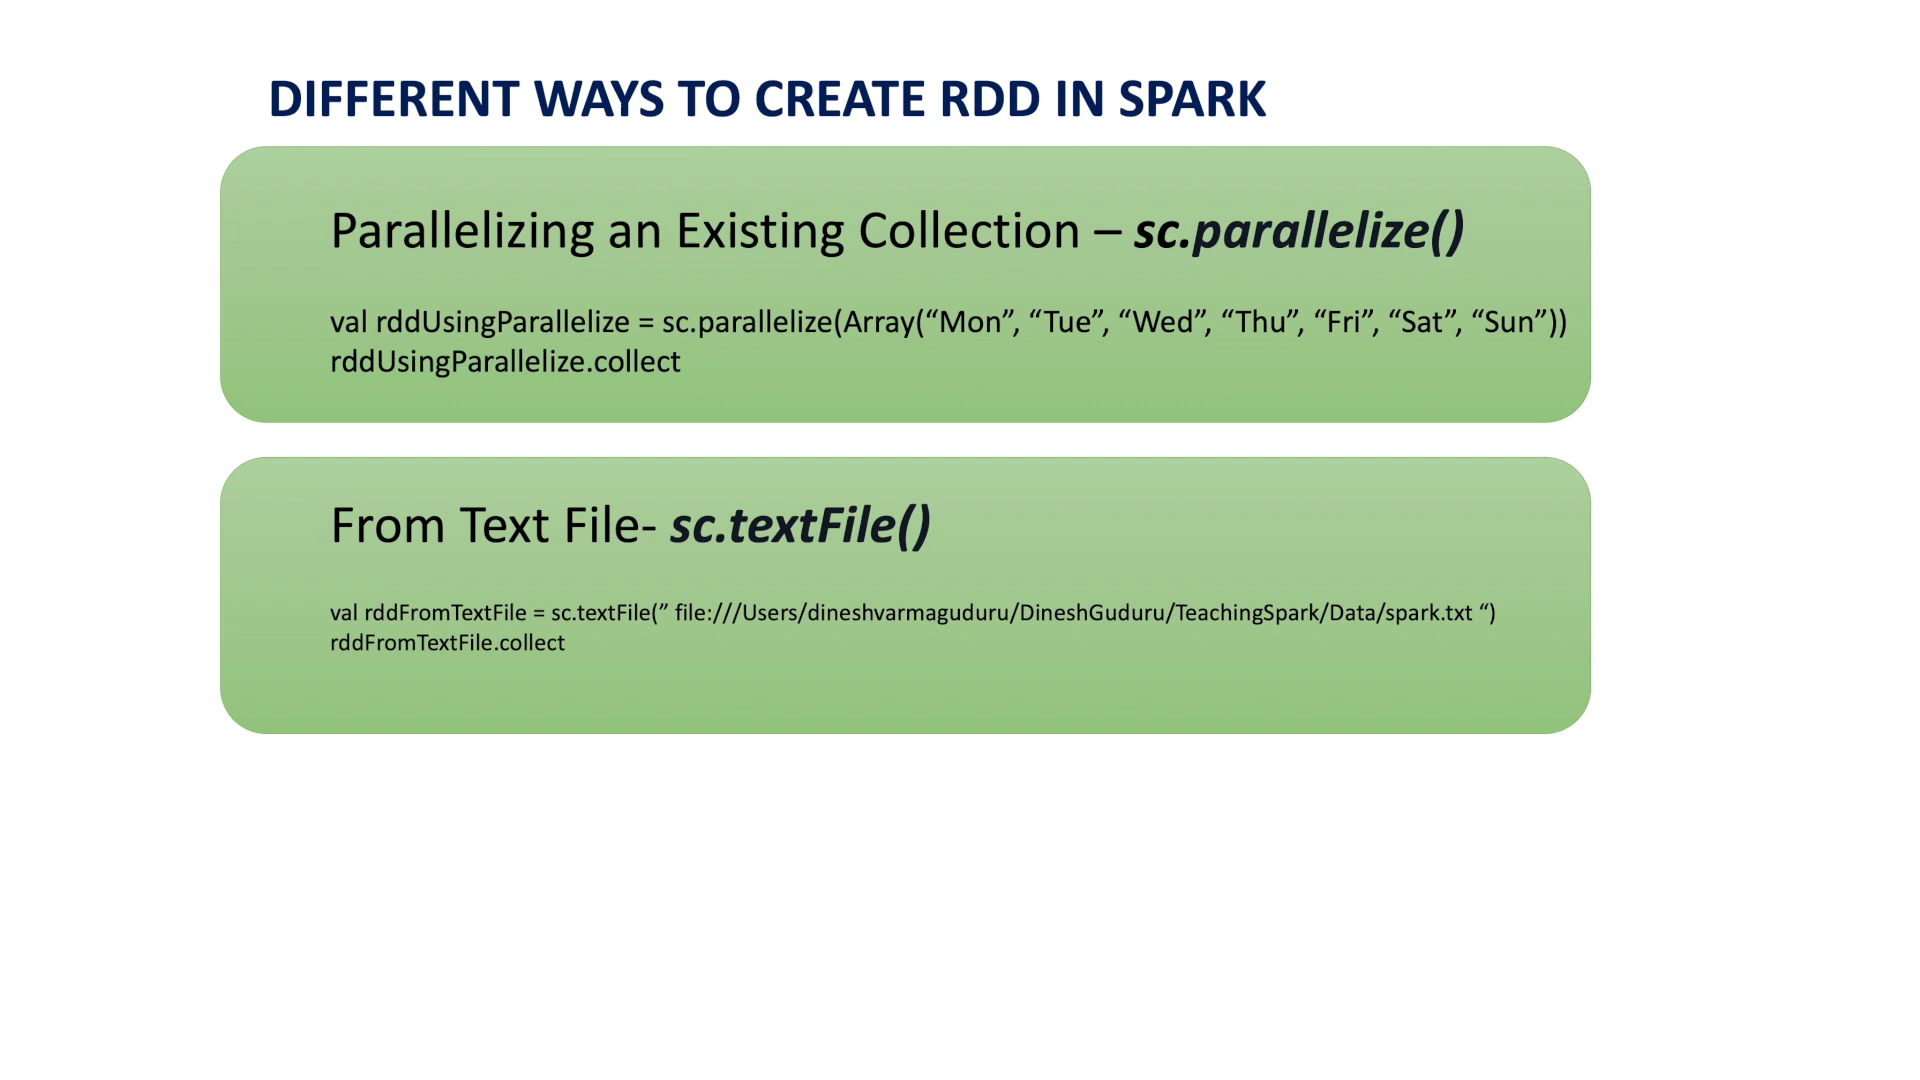 DIFFERENT WAYS TO CREATE RDD IN SPARK
Parallelizing an Existing Collection – sc.parallelize()
val rddUsingParallelize = sc.parallelize(Array(“Mon”, “Tue”, “Wed”, “Thu”, “Fri”, “Sat”, “Sun”))
rddUsingParallelize.collect
From Text File- sc.textFile()
val rddFromTextFile = sc.textFile(” file:///Users/dineshvarmaguduru/DineshGuduru/TeachingSpark/Data/spark.txt “)
rddFromTextFile.collect